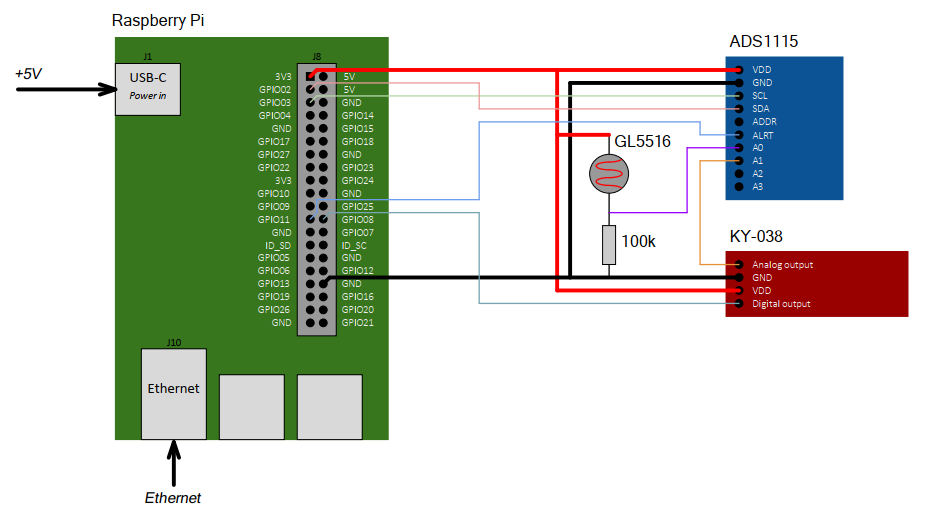 Raspberry Pi
J1
USB-C
Power in
+5V
J8
3V3 5V
GPIO02 5V
GPIO03 GND
GPIO04 GPIO14
GND GPIO15
GPIO17 GPIO18
GPIO27 GND
GPIO22 GPIO23
3V3 GPIO24
GPIO10 GND
GPIO09 GPIO25
GPIO11 GPIO08
GND GPIO07
ID_SD ID_SC
GPIO05 GND
GPIO06 GPIO12
GPIO13 GND
GPIO19 GPIO16
GPIO26 GPIO20
GND GPIO21
J10
Ethernet
Ethernet
GL5516
100k
ADS1115
VDD
GND
SCL
SDA
ADDR
ALRT
A0
A1
A2
A3
KY-038
Analog output
GND
VDD
Digital output